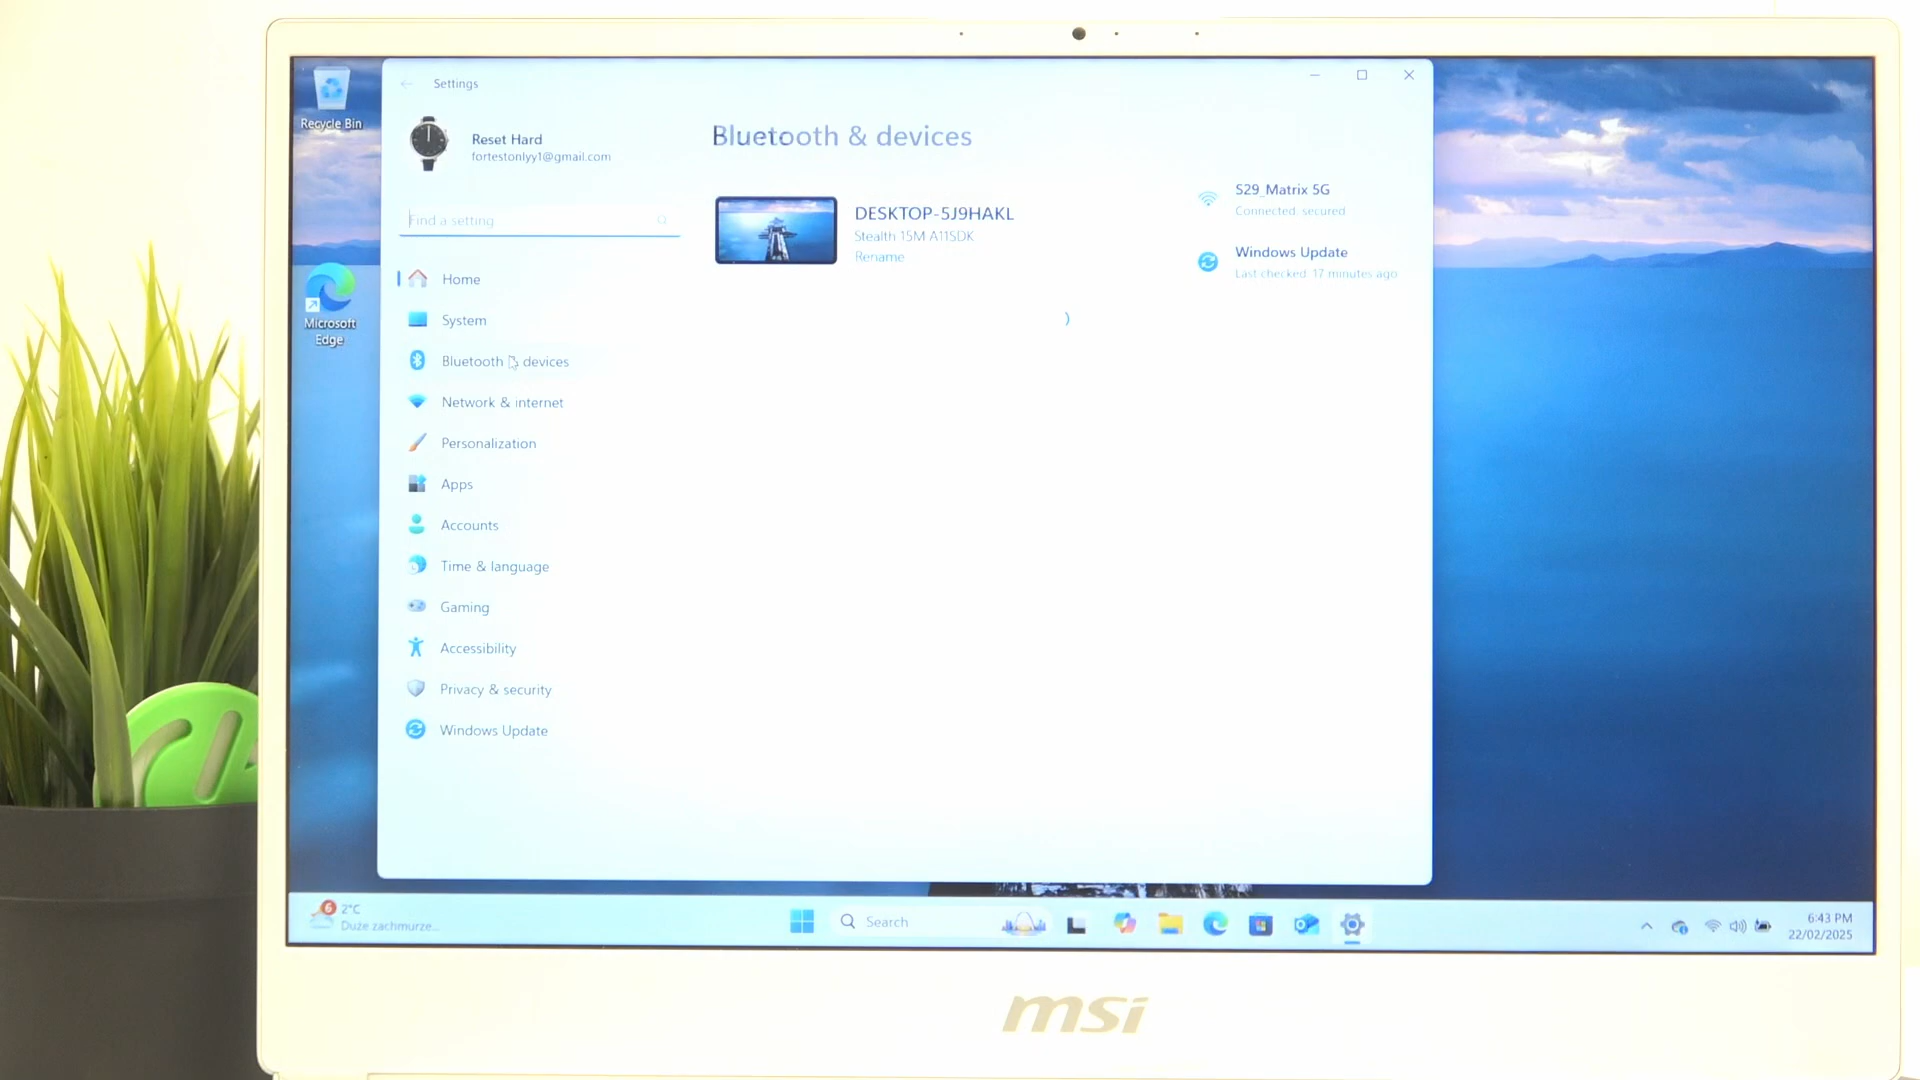 Recycle Bin
Microsoft
Edge
Settings
Reset Hard
fortestonlyy1@gmail.com
Find a setting
Home
System
Bluetooth & devices
Network & internet
Personalization
Apps
Accounts
Time & language
Gaming
Accessibility
Privacy & security
Windows Update
Bluetooth & devices
DESKTOP-5J9HAKL
Stealth 15M A11SDK
Rename
S29_Matrix 5G
Connected, secured
Windows Update
Last checked: 17 minutes ago
6
2°C
Duże zachmurze...
Search
6:43 PM
22/02/2025
msi